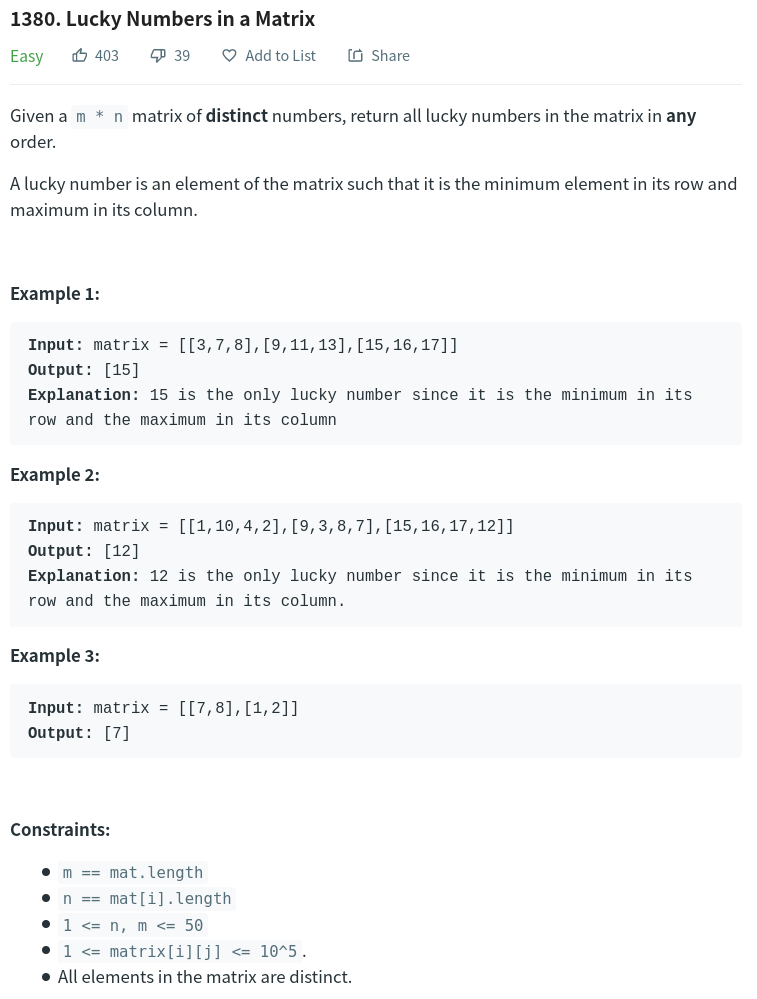 1380. Lucky Numbers in a Matrix
Easy 403 39 Add to List Share
Given a m * n matrix of distinct numbers, return all lucky numbers in the matrix in any
order.
A lucky number is an element of the matrix such that it is the minimum element in its row and
maximum in its column.
Example 1:
Input: matrix = [[3,7,8],[9,11,13],[15,16,17]]
Output: [15]
Explanation: 15 is the only lucky number since it is the minimum in its
row and the maximum in its column
Example 2:
Input: matrix = [[1,10,4,2],[9,3,8,7],[15,16,17,12]]
Output: [12]
Explanation: 12 is the only lucky number since it is the minimum in its
row and the maximum in its column.
Example 3:
Input: matrix = [[7,8],[1,2]]
Output: [7]
Constraints:
m == mat.length
n == mat[i].length
1 <= n, m <= 50
1 <= matrix[i][j] <= 10^5.
All elements in the matrix are distinct.